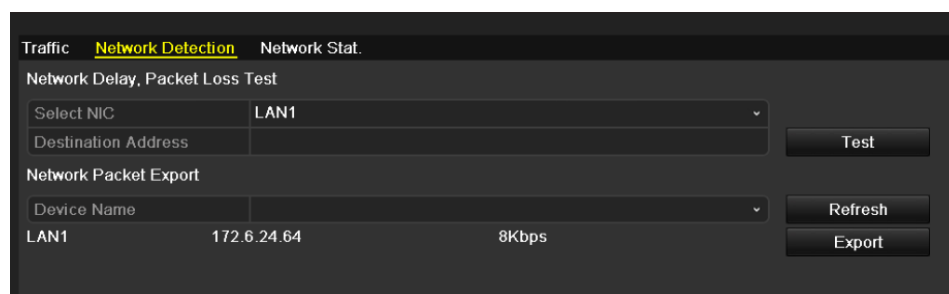 Traffic Network Detection Network Stat.
Network Delay, Packet Loss Test
Select NIC LAN1
Destination Address Test
Network Packet Export
Device Name Refresh
LAN1 172.6.24.64 8Kbps Export